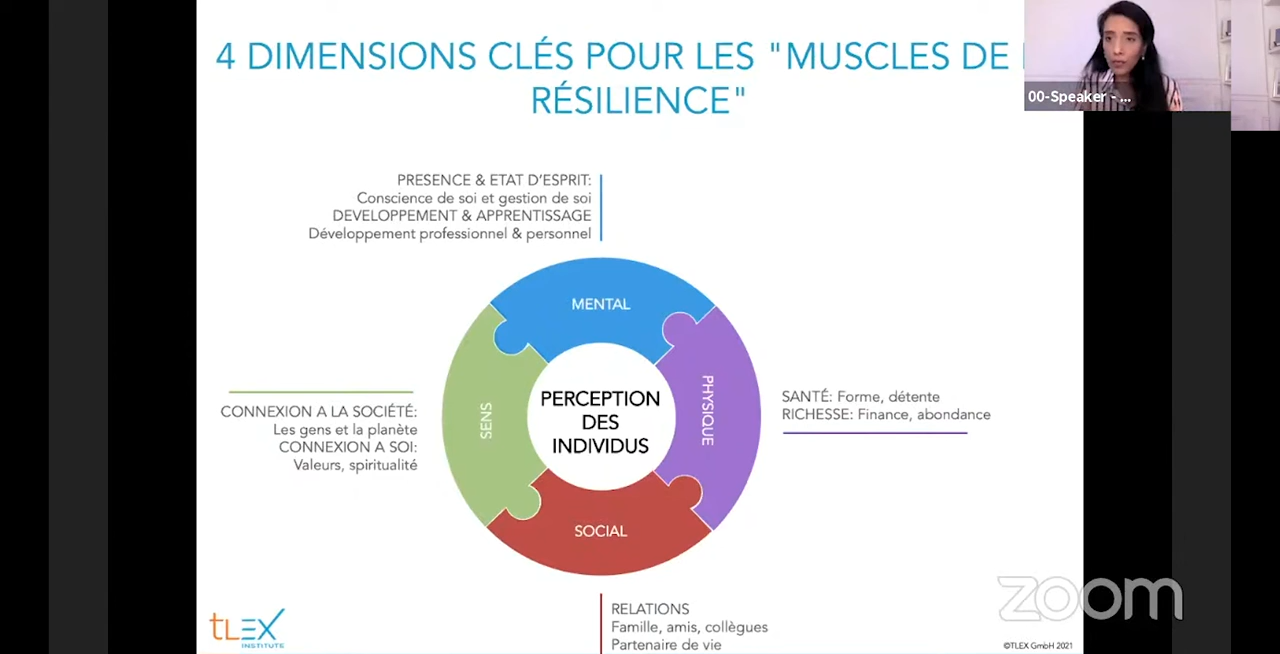 4 DIMENSIONS CLÉS POUR LES "MUSCLES DE
RÉSILIENCE"
00-Speaker - ...
PRESENCE & ETAT D'ESPRIT:
Conscience de soi et gestion de soi
DEVELOPPEMENT & APPRENTISSAGE
Développement professionnel & personnel
MENTAL
PHYSIQUE
SENS
PERCEPTION
DES
INDIVIDUS
SOCIAL
SANTÉ: Forme, détente
RICHESSE: Finance, abondance
CONNEXION A LA SOCIÉTÉ:
Les gens et la planète
CONNEXION A SOI:
Valeurs, spiritualité
RELATIONS
Famille, amis, collègues
Partenaire de vie
TLEX
INSTITUTE
zoom
©TLEX GmbH 2021